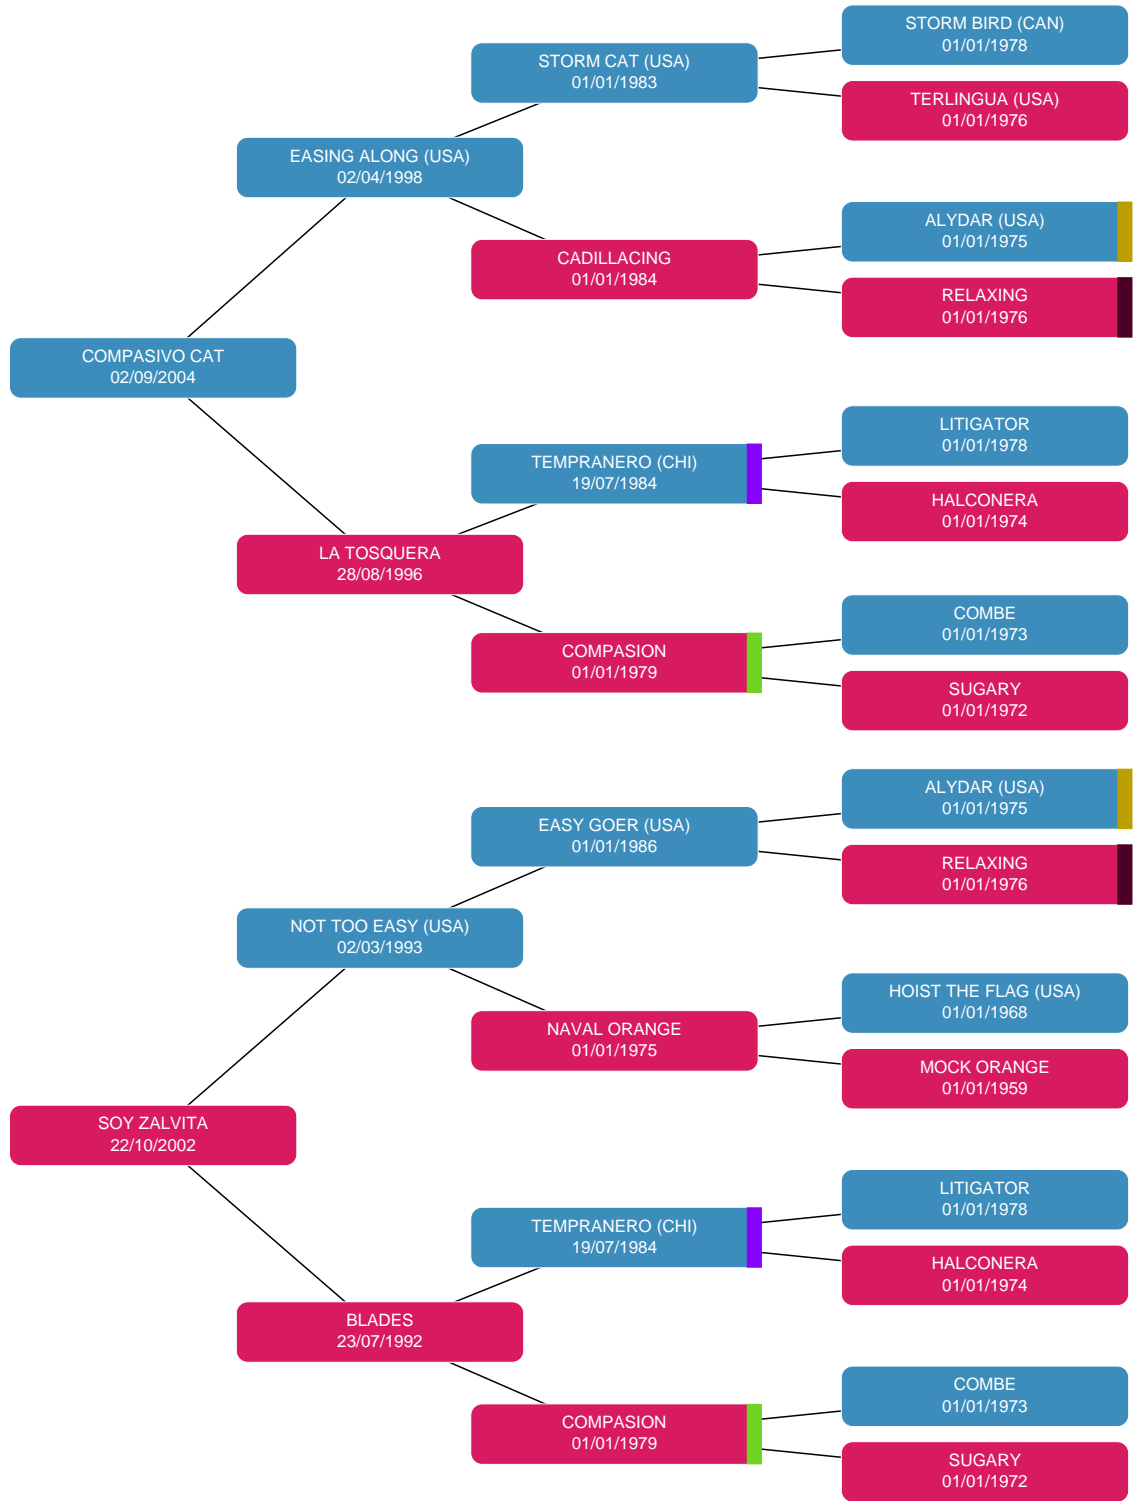 STORM BIRD (CAN)
01/01/1978
STORM CAT (USA)
01/01/1983
TERLINGUA (USA)
01/01/1976
EASING ALONG (USA)
02/04/1998
ALYDAR (USA)
01/01/1975
CADILLACING
01/01/1984
RELAXING
01/01/1976
COMPASIVO CAT
02/09/2004
LITIGATOR
01/01/1978
TEMPRANERO (CHI)
19/07/1984
HALCONERA
01/01/1974
LA TOSQUERA
28/08/1996
COMBE
01/01/1973
COMPASION
01/01/1979
SUGARY
01/01/1972
ALYDAR (USA)
01/01/1975
EASY GOER (USA)
01/01/1986
RELAXING
01/01/1976
NOT TOO EASY (USA)
02/03/1993
HOIST THE FLAG (USA)
01/01/1968
NAVAL ORANGE
01/01/1975
MOCK ORANGE
01/01/1959
SOY ZALVITA
22/10/2002
LITIGATOR
01/01/1978
TEMPRANERO (CHI)
19/07/1984
HALCONERA
01/01/1974
BLADES
23/07/1992
COMBE
01/01/1973
COMPASION
01/01/1979
SUGARY
01/01/1972